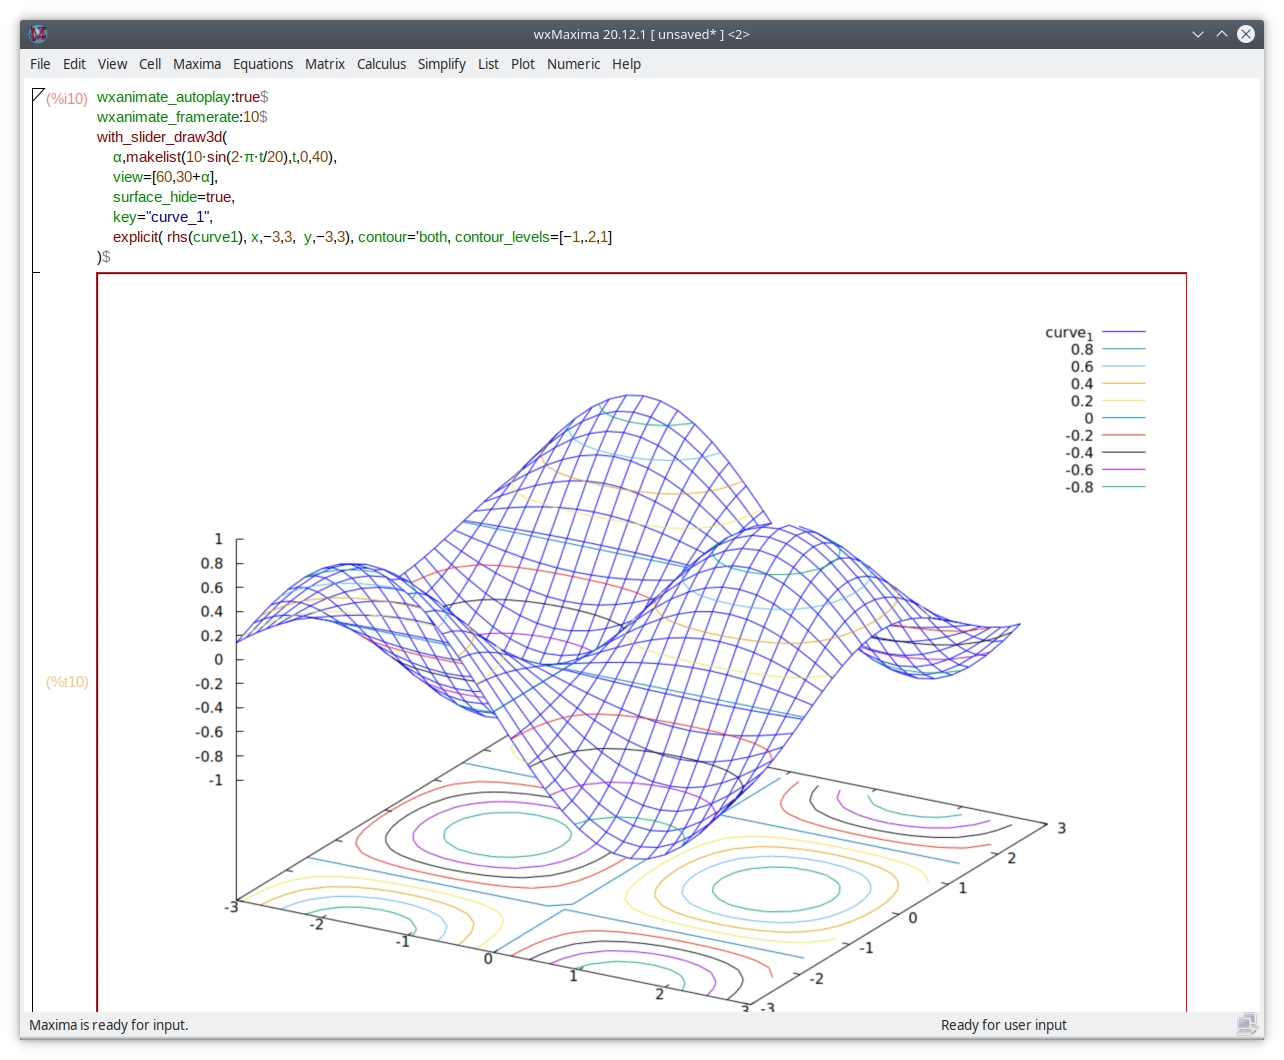 wxMaxima 20.12.1 [ unsaved* ] <2>
File Edit View Cell Maxima Equations Matrix Calculus Simplify List Plot Numeric Help
(%i10) wxanimate_autoplay:true$
wxanimate_framerate:10$
with_slider_draw3d(
α,makelist(10·sin(2·π·t/20),t,0,40),
view=[60,30+α],
surface_hide=true,
key="curve_1",
explicit( rhs(curve1), x,−3,3, y,−3,3), contour='both, contour_levels=[−1,.2,1]
)$
curve1
0.8
0.6
0.4
0.2
0
-0.2
-0.4
-0.6
-0.8
1
0.8
0.6
0.4
0.2
0
-0.2
-0.4
-0.6
-0.8
-1
(%t10)
-3
-2
-1
0
1
2
3
-3
-2
-1
0
1
2
3
Maxima is ready for input.
Ready for user input